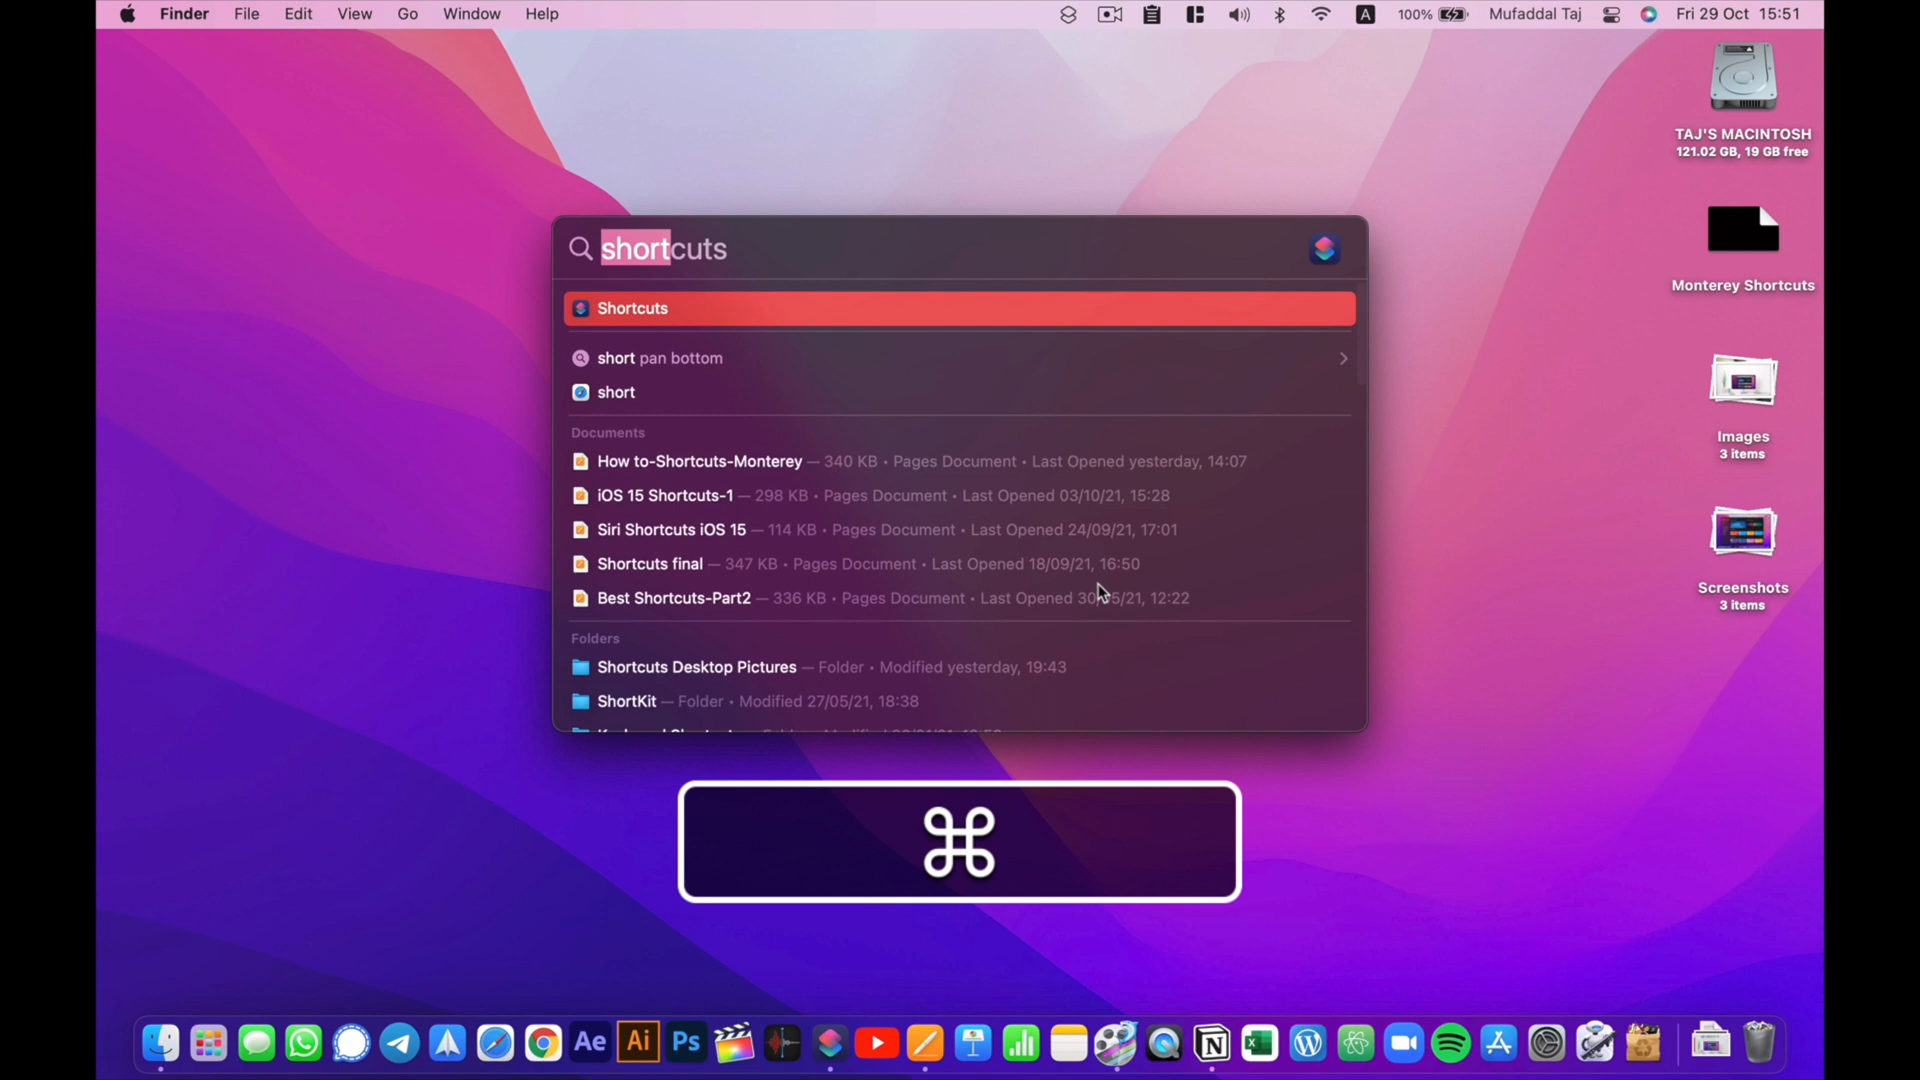 Finder File Edit View Go Window Help A 100% Mufaddal Taj Fri 29 Oct 15:51
TAJ'S MACINTOSH
121.02 GB, 19 GB free
Monterey Shortcuts
Images
3 items
Screenshots
3 items
shortcuts
Shortcuts
short pan bottom
short
Documents
How to-Shortcuts-Monterey — 340 KB • Pages Document • Last Opened yesterday, 14:07
iOS 15 Shortcuts-1 — 298 KB • Pages Document • Last Opened 03/10/21, 15:28
Siri Shortcuts iOS 15 — 114 KB • Pages Document • Last Opened 24/09/21, 17:01
Shortcuts final — 347 KB • Pages Document • Last Opened 18/09/21, 16:50
Best Shortcuts-Part2 — 336 KB • Pages Document • Last Opened 12:22
Folders
Shortcuts Desktop Pictures — Folder • Modified yesterday, 19:43
ShortKit — Folder • Modified 27/05/21, 18:38
⌘
Ae Ai Ps